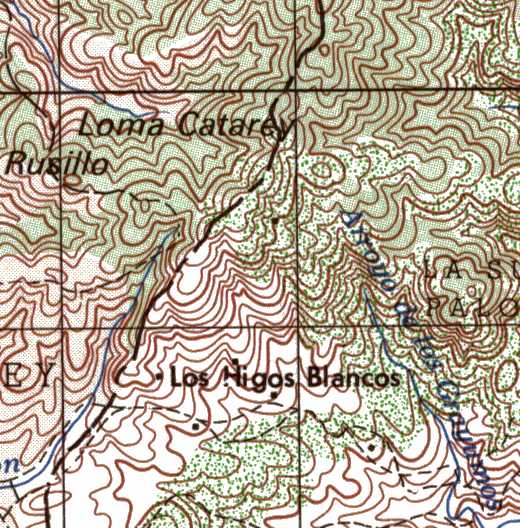 Loma Catarey
Rusillo
LA SU
PALO
EY
Los Higos Blancos
Arroyo de los
n